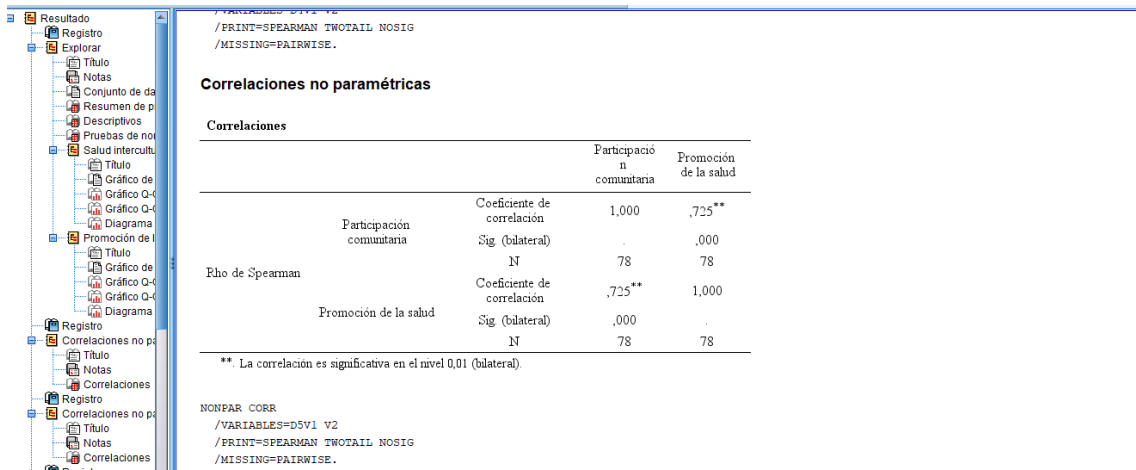 Resultado
Registro
Explorar
Título
Notas
Conjunto de da
Resumen de p
Descriptivos
Pruebas de nor
Salud intercultu
Título
Gráfico de
Gráfico Q-
Gráfico Q-
Diagrama
Promoción de l
Título
Gráfico de
Gráfico Q-
Gráfico Q-
Diagrama
Registro
Correlaciones no pa
Título
Notas
Correlaciones
Registro
Correlaciones no pa
Título
Notas
Correlaciones
/PRINT=SPEARMAN TWOTAIL NOSIG
/MISSING=PAIRWISE.
Correlaciones no paramétricas
Correlaciones
Participació
n
comunitaria
Promoción
de la salud
Rho de Spearman
Participación
comunitaria
Coeficiente de
correlación
1,000 ,725**
Sig. (bilateral) . ,000
N 78 78
Promoción de la salud
Coeficiente de
correlación
,725** 1,000
Sig. (bilateral) ,000 .
N 78 78
**. La correlación es significativa en el nivel 0,01 (bilateral).
NONPAR CORR
/VARIABLES=D5V1 V2
/PRINT=SPEARMAN TWOTAIL NOSIG
/MISSING=PAIRWISE.